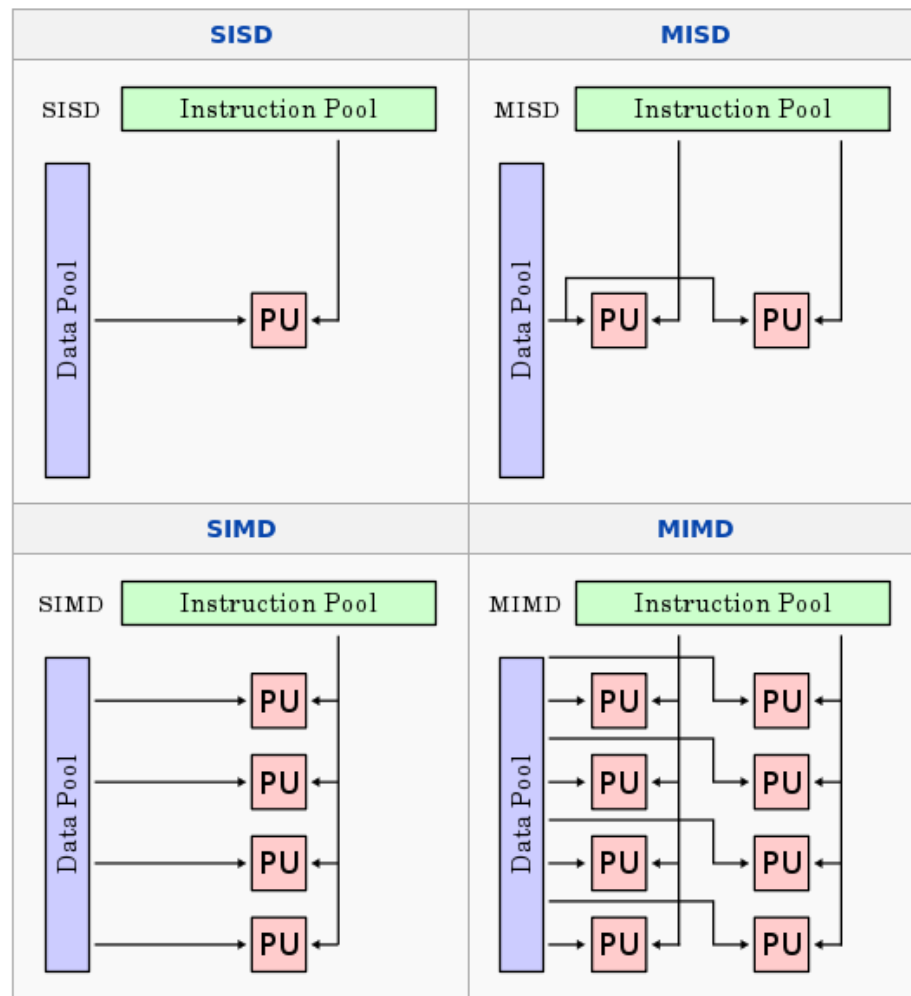 SISD
MISD
SISD
Instruction Pool
Data Pool
PU
MISD
Instruction Pool
Data Pool
PU
PU
SIMD
MIMD
SIMD
Instruction Pool
Data Pool
PU
PU
PU
PU
MIMD
Instruction Pool
Data Pool
PU
PU
PU
PU
PU
PU
PU
PU